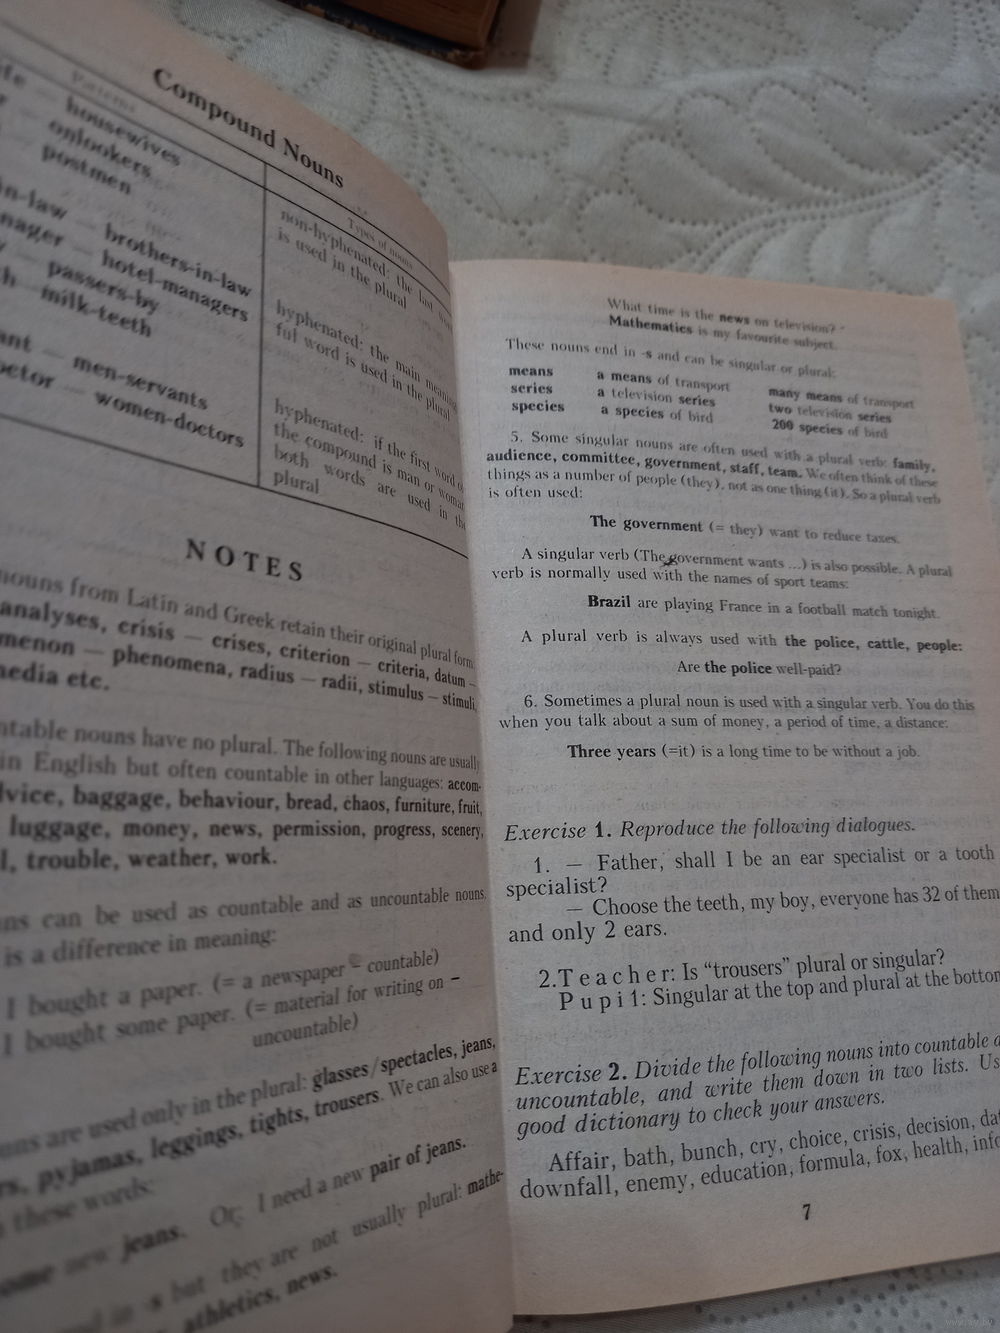 Compound Nouns
Types of nouns
housewives
onlookers
postmen
non-hyphenated: the last
is used in the plural
in-law — brothers-in-law
— hotel-managers
— passers-by
— milk-teeth
hyphenated: the main meaning
ful word is used in the plural
— men-servants
— women-doctors
hyphenated: if the first word
the compound is man or woman
both words are used in the
plural
NOTES
nouns from Latin and Greek retain their original plural form
analyses, crisis — crises, criterion — criteria, datum –
— phenomena, radius — radii, stimulus – stimuli,
etc.
nouns have no plural. The following nouns are usually
in English but often countable in other languages: accom-
baggage, behaviour, bread, chaos, furniture, fruit,
luggage, money, news, permission, progress, scenery,
trouble, weather, work.
can be used as countable and as uncountable nouns,
is a difference in meaning:
I bought a paper. (= a newspaper – countable)
I bought some paper. (= material for writing on –
uncountable)
are used only in the plural: glasses/spectacles, jeans,
pyjamas, leggings, tights, trousers. We can also use a
these words:
new jeans. Or: I need a new pair of jeans.
in -s but they are not usually plural: mathe-
athletics, news.
What time is the news on television?
Mathematics is my favourite subject.
These nouns end in -s and can be singular or plural:
means a means of transport many means of transport
series a television series two television series
species a species of bird 200 species of bird
5. Some singular nouns are often used with a plural verb: family,
audience, committee, government, staff, team. We often think of these
things as a number of people (they), not as one thing (it). So a plural verb
is often used:
The government (= they) want to reduce taxes.
A singular verb (The government wants ...) is also possible. A plural
verb is normally used with the names of sport teams:
Brazil are playing France in a football match tonight.
A plural verb is always used with the police, cattle, people:
Are the police well-paid?
6. Sometimes a plural noun is used with a singular verb. You do this
when you talk about a sum of money, a period of time, a distance:
Three years (=it) is a long time to be without a job.
Exercise 1. Reproduce the following dialogues.
1. — Father, shall I be an ear specialist or a tooth
specialist?
— Choose the teeth, my boy, everyone has 32 of them
and only 2 ears.
2. Teacher: Is “trousers” plural or singular?
Pupil: Singular at the top and plural at the bottom
Exercise 2. Divide the following nouns into countable
uncountable, and write them down in two lists.
good dictionary to check your answers.
Affair, bath, bunch, cry, choice, crisis, decision,
downfall, enemy, education, formula, fox, health,
7